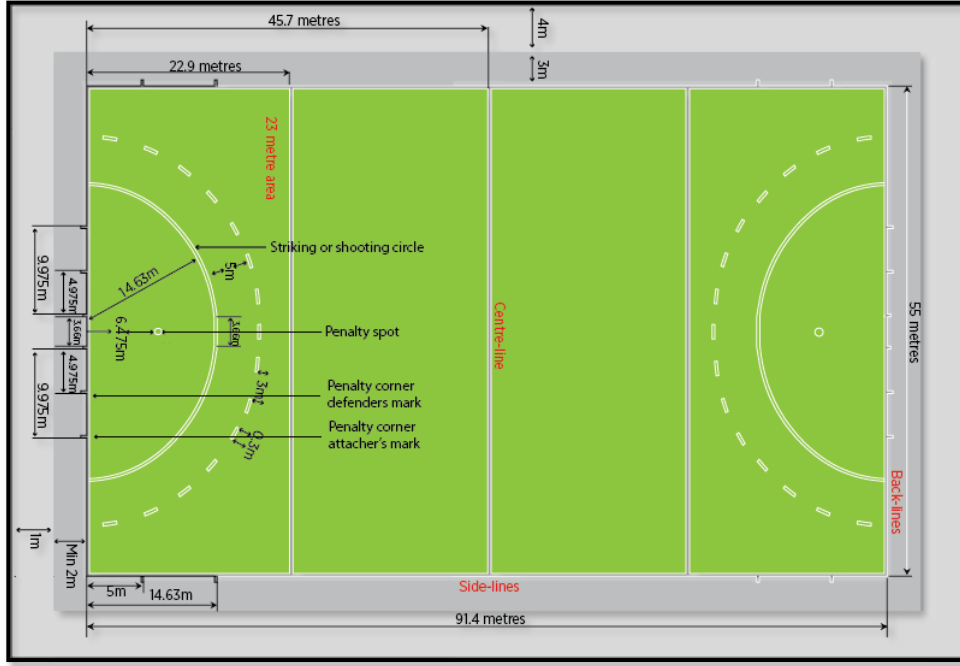 45.7 metres
4m
22.9 metres
3m
23 metre area
Striking or shooting circle
9.975m
4.975m
14.63m
5m
3.66m
6.475m
3.66m
Penalty spot
Centre-line
55 metres
4.975m
9.975m
3m
Penalty corner
defenders mark
Penalty corner
attacher's mark
0.3m
Back-lines
1m
Min 2m
5m
14.63m
Side-lines
91.4 metres